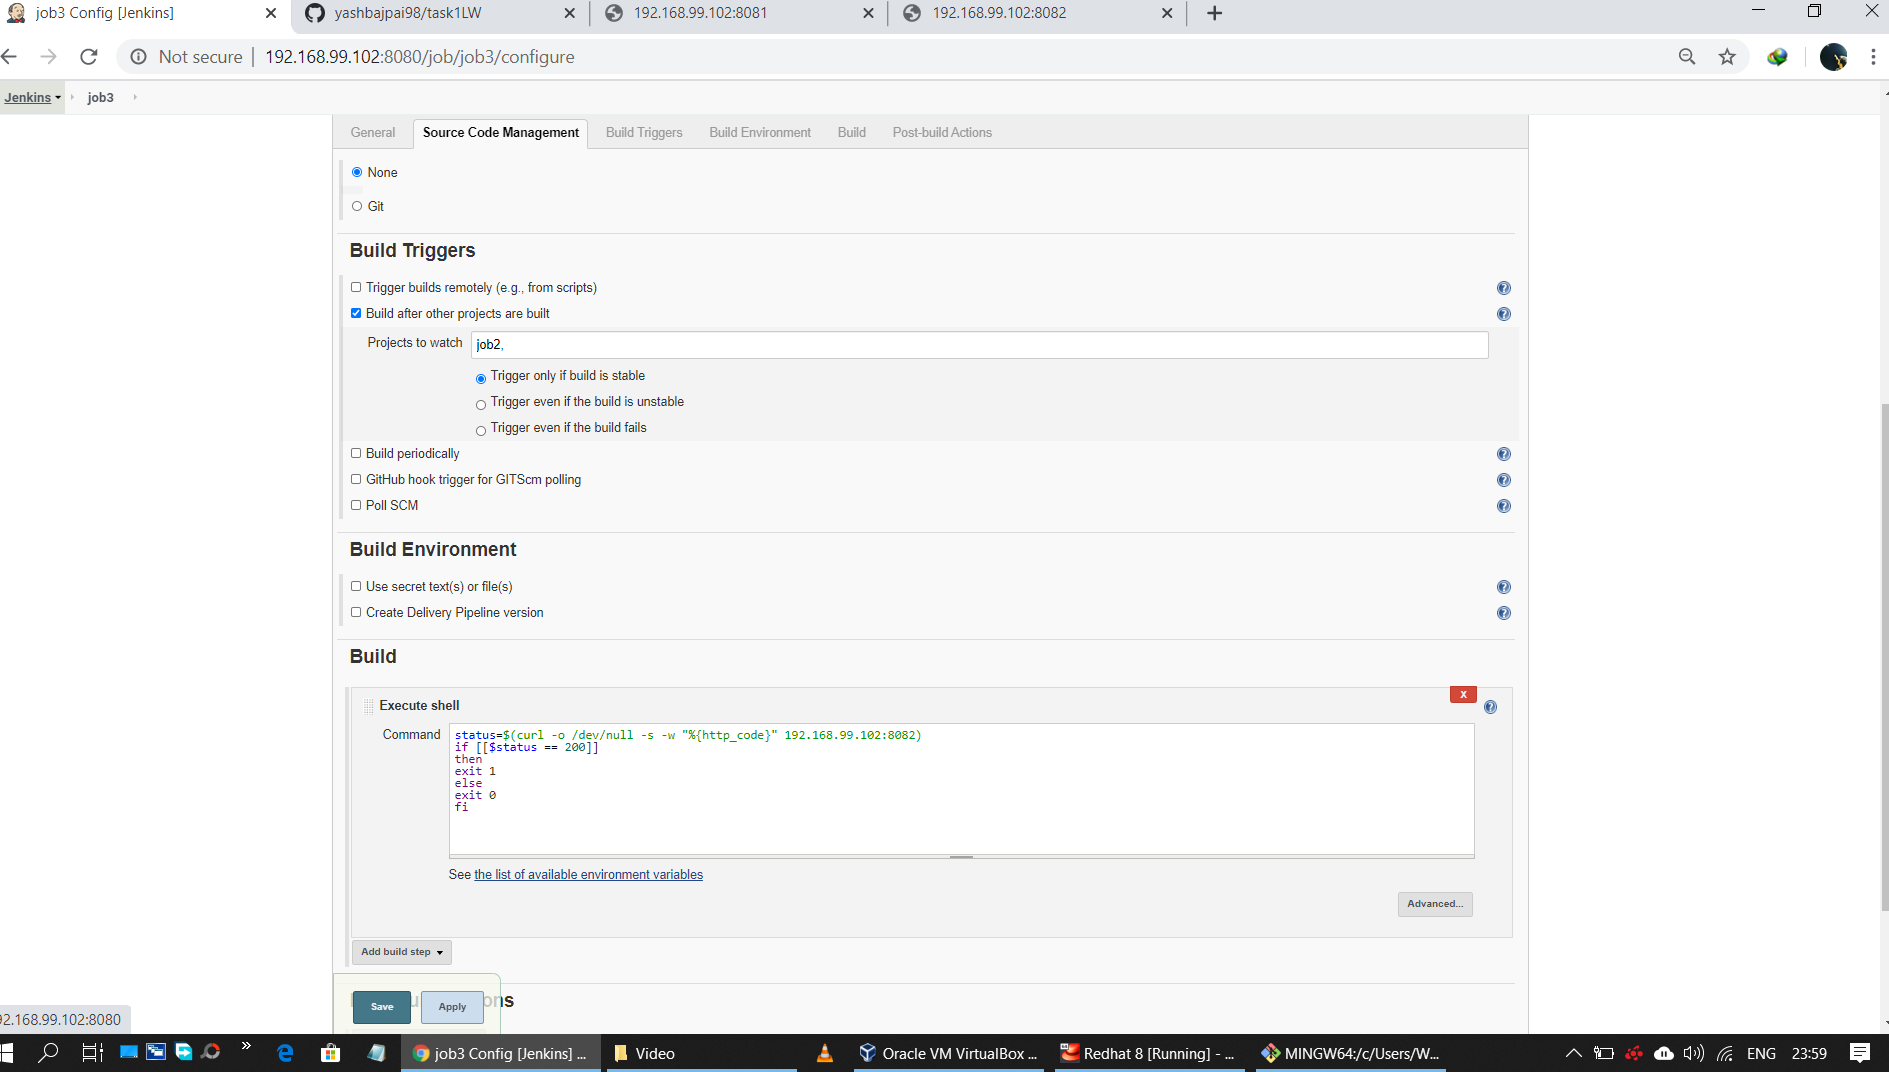 job3 Config [Jenkins]
yashbajpai98/task1LW
192.168.99.102:8081
192.168.99.102:8082
Not secure
192.168.99.102:8080/job/job3/configure
Jenkins
job3
General
Source Code Management
Build Triggers
Build Environment
Build
Post-build Actions
None
Git
Build Triggers
Trigger builds remotely (e.g., from scripts)
Build after other projects are built
Projects to watch
job2,
Trigger only if build is stable
Trigger even if the build is unstable
Trigger even if the build fails
Build periodically
GitHub hook trigger for GITScm polling
Poll SCM
Build Environment
Use secret text(s) or file(s)
Create Delivery Pipeline version
Build
X
Execute shell
Command
status=$(curl -o /dev/null -s -w "%{http_code}" 192.168.99.102:8082)
if [[$status == 200]]
then
exit 1
else
exit 0
fi
See the list of available environment variables
Advanced...
Add build step
Save
Apply
ons
92.168.99.102:8080
job3 Config [Jenkins] ...
Video
Oracle VM VirtualBox ...
Redhat 8 [Running] - ...
MINGW64:/c/Users/W...
ENG
23:59